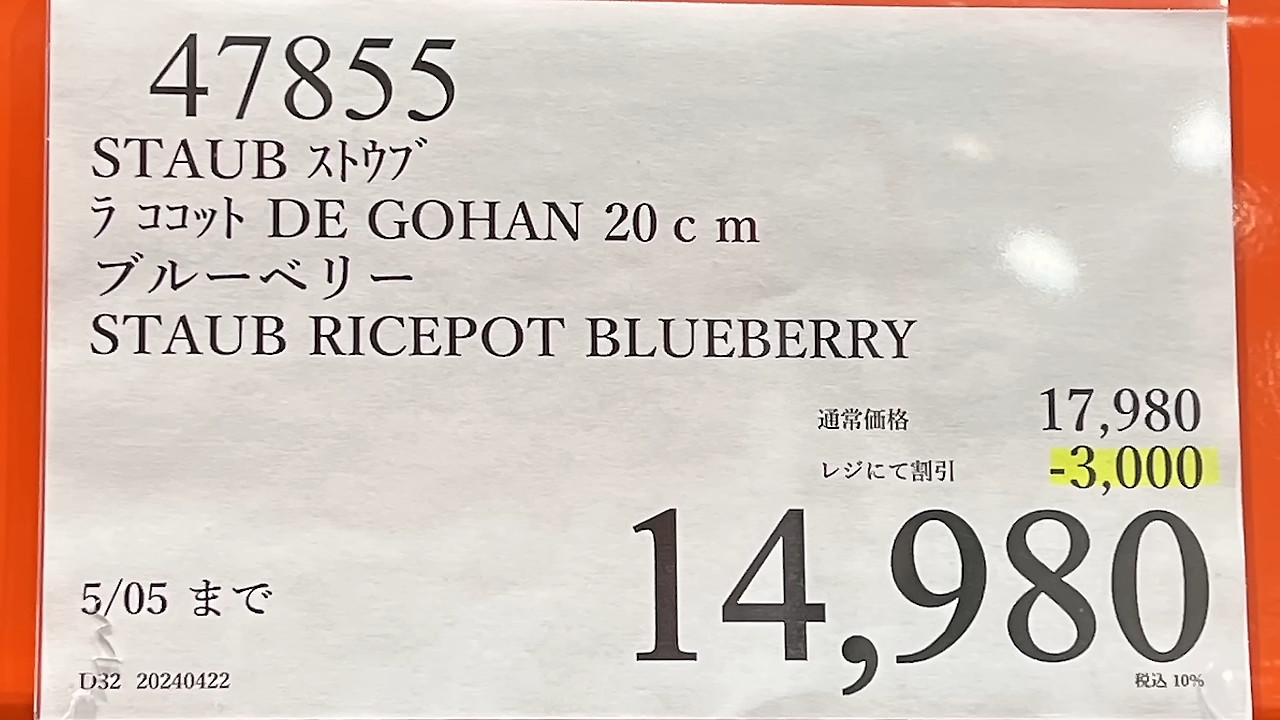 47855
STAUB ｽﾄｳﾌﾞ
ﾗ ｺｺｯﾄ DE GOHAN 20ｃｍ
ブルーベリー
STAUB RICEPOT BLUEBERRY
通常価格 17,980
レジにて割引 -3,000
14,980
5/05 まで
D32 20240422
税込 10%